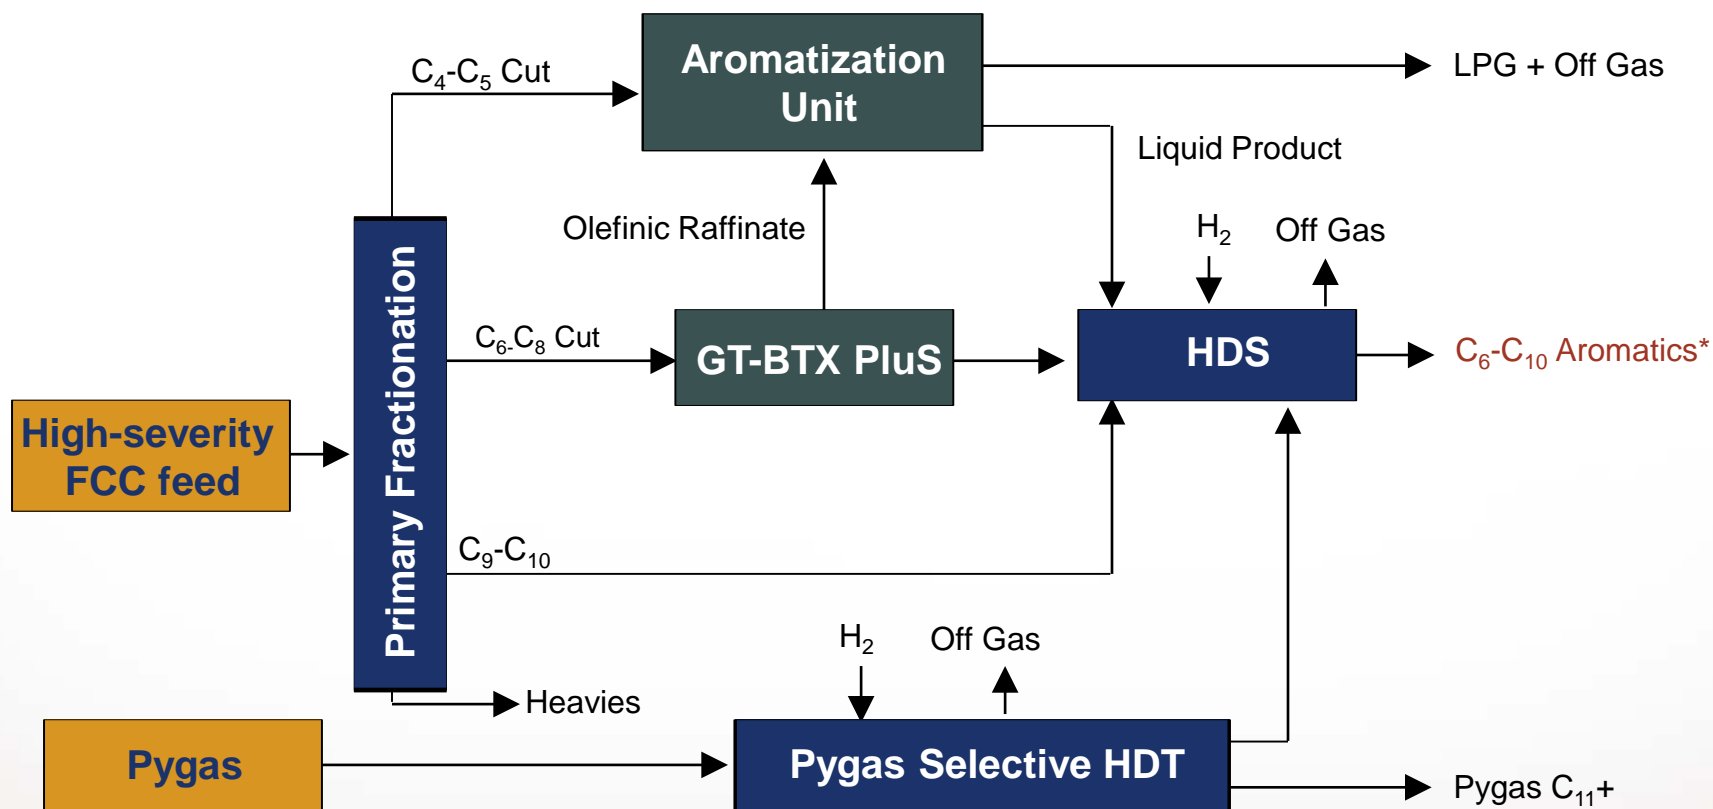 Aromatization
Unit
C₄-C₅ Cut
LPG + Off Gas
Liquid Product
Olefinic Raffinate
H₂
Off Gas
Primary Fractionation
C₆-C₈ Cut
GT-BTX PluS
HDS
C₆-C₁₀ Aromatics*
High-severity
FCC feed
C₉-C₁₀
H₂
Off Gas
Heavies
Pygas
Pygas Selective HDT
Pygas C₁₁+